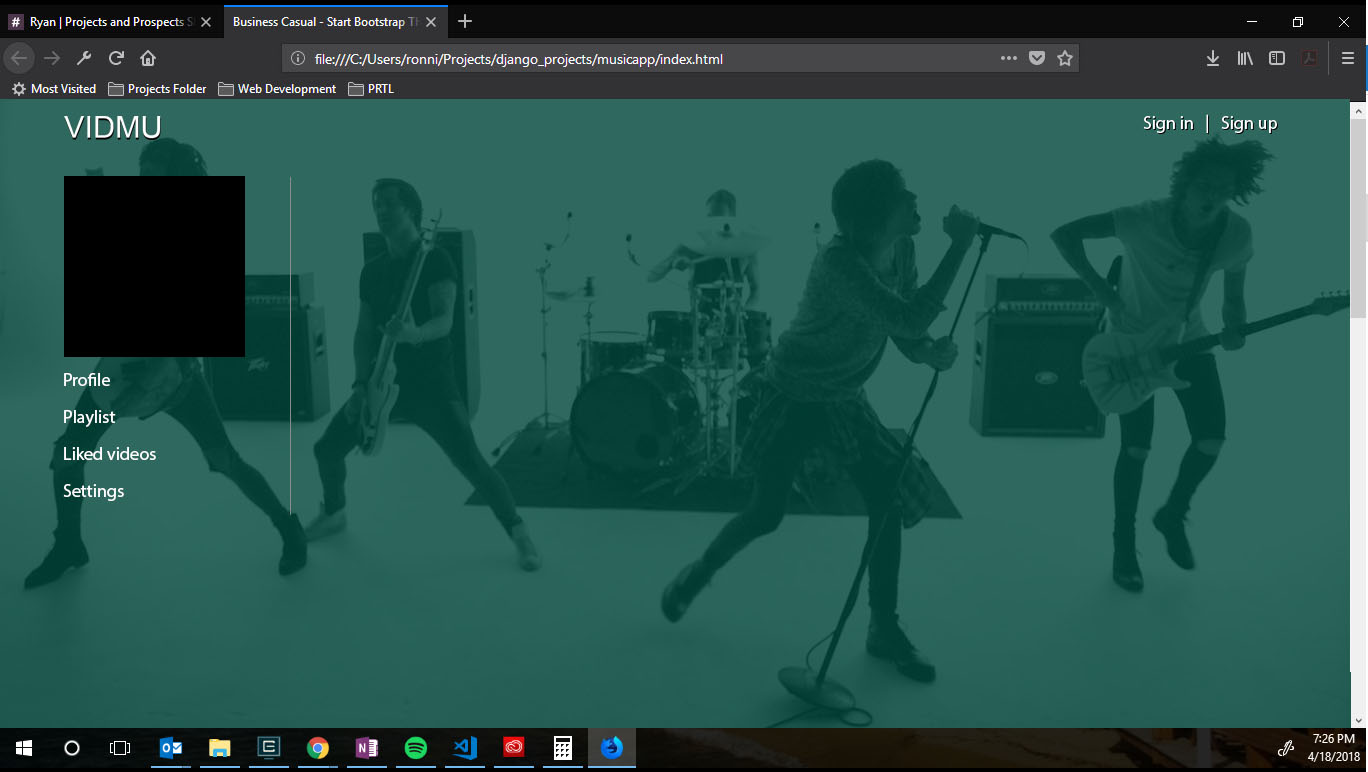 Ryan | Projects and Prospects S
Business Casual - Start Bootstrap Th
file:///C:/Users/ronni/Projects/django_projects/musicapp/index.html
Most Visited
Projects Folder
Web Development
PRTL
VIDMU
Sign in | Sign up
Profile
Playlist
Liked videos
Settings
7:26 PM
4/18/2018